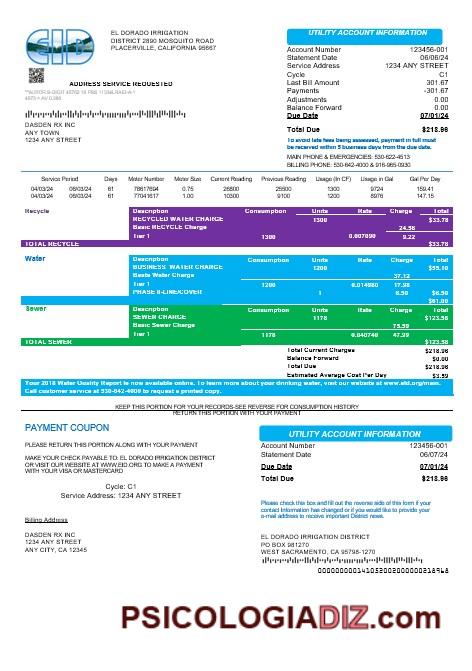 EID
EL DORADO IRRIGATION
DISTRICT 2890 MOSQUITO ROAD
PLACERVILLE, CALIFORNIA 95667
ADDRESS SERVICE REQUESTED
DASDEN RX INC
ANY TOWN
1234 ANY STREET
UTILITY ACCOUNT INFORMATION
Account Number 123456-001
Statement Date 06/06/24
Service Address 1234 ANY STREET
Cycle C1
Last Bill Amount 301.67
Payments -301.67
Adjustments 0.00
Balance Forward 0.00
Due Date 07/01/24
Total Due $218.96
To avoid late fees being assessed, payment in full must
be received within 5 business days from the due date.
MAIN PHONE & EMERGENCIES: 530-622-4513
BILLING PHONE: 530-642-4000 & 916-965-0930
Service Period Days Meter Number Meter Size Current Reading Previous Reading Usage (In CF) Usage in Gal Gal Per Day
04/03/24 06/03/24 61 78617694 0.75 26800 25500 1300 9724 159.41
04/03/24 06/03/24 61 77041617 1.00 10300 9100 1200 8976 147.15
Recycle Description Consumption Units Rate Charge Total
RECYCLED WATER CHARGE 1300 $33.78
Basic RECYCLE Charge 24.56
Tier 1 1300 0.007090 9.22
TOTAL RECYCLE $33.78
Water Description Consumption Units Rate Charge Total
BUSINESS WATER CHARGE 1200
Basic Water Charge 37.12
Tier 1 1200 0.014980 17.98
PHASE II-LINE/COVER 1 6.50 $6.50
$61.60
Sewer Description Consumption Units Rate Charge Total
SEWER CHARGE 1178 $123.58
Basic Sewer Charge 75.59
Tier 1 1178 0.040740 47.99
TOTAL SEWER $123.58
Total Current Charges $218.96
Balance Forward $0.00
Total Due $218.96
Estimated Average Cost Per Day $3.59
Your 2018 Water Quality Report is now available online. To learn more about your drinking water, visit our website at www.eid.org/main.
Call customer service at 530-642-4000 to request a printed copy.
KEEP THIS PORTION FOR YOUR RECORDS-SEE REVERSE FOR CONSUMPTION HISTORY
RETURN THIS PORTION WITH YOUR PAYMENT
PAYMENT COUPON
PLEASE RETURN THIS PORTION ALONG WITH YOUR PAYMENT
MAKE YOUR CHECK PAYABLE TO: EL DORADO IRRIGATION DISTRICT
OR VISIT OUR WEBSITE AT WWW.EID.ORG TO MAKE A PAYMENT
WITH YOUR VISA OR MASTERCARD
Cycle: C1
Service Address: 1234 ANY STREET
Billing Address
DASDEN RX INC
ANY STREET
ANY CITY, CA 12345
UTILITY ACCOUNT INFORMATION
Account Number 123456-001
Statement Date 06/07/24
Due Date 07/01/24
Total Due $218.96
Please check this box and fill out the reverse side of this form if your
contact information has changed or if you would like to provide your
e-mail address to receive important District news.
EL DORADO IRRIGATION DISTRICT
PO BOX 981270
WEST SACRAMENTO, CA 95798-1270
PSICOLOGIADIZ.com